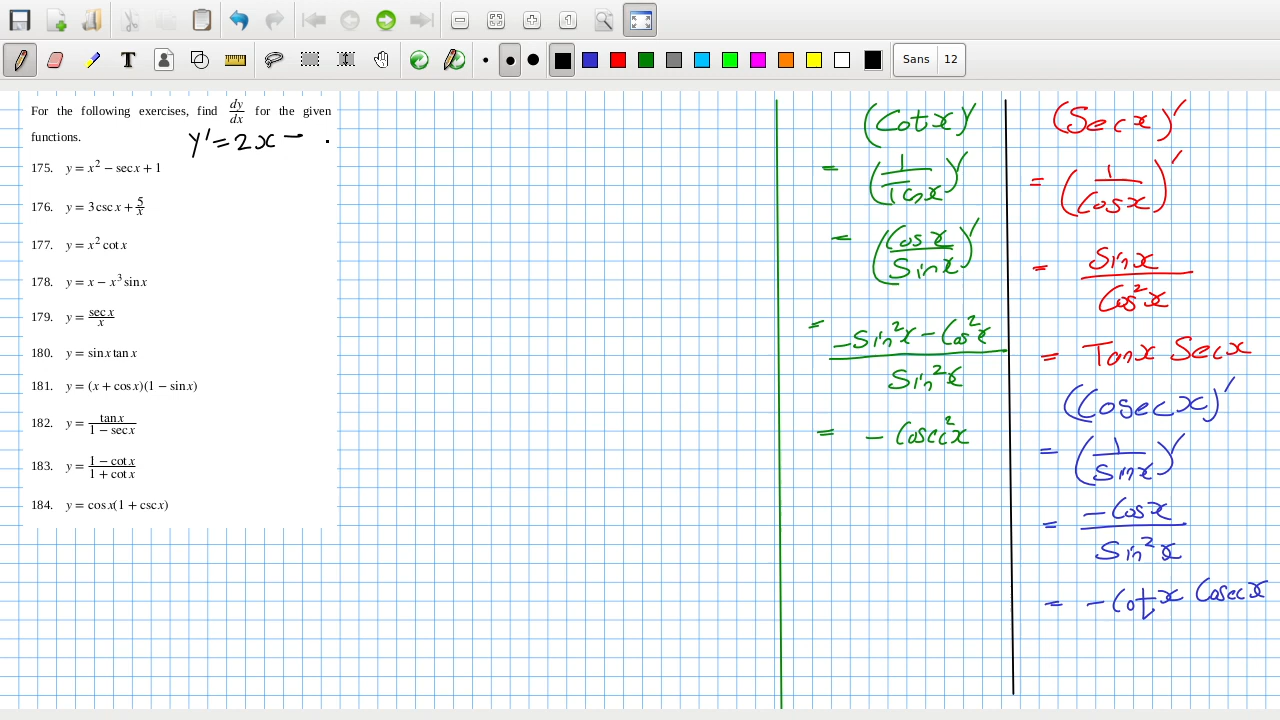 Sans 12
For the following exercises, find dy/dx for the given
functions.
y' = 2x −
175. y = x² − sec x + 1
176. y = 3 csc x + 5/x
177. y = x² cot x
178. y = x − x³ sin x
179. y = sec x/x
180. y = sin x tan x
181. y = (x + cos x)(1 − sin x)
182. y = tan x/1 − sec x
183. y = 1 − cot x/1 + cot x
184. y = cos x(1 + csc x)
(Cot x)'
= (1/Tan x)'
= (Cos x/Sin x)'
= −Sin²x − Cos²x/Sin²x
= − Cosec²x
(Sec x)'
= (1/Cos x)'
= Sin x/Cos²x
= Tan x Sec x
(Cosec x)'
= (1/Sin x)'
= −Cos x/Sin²x
= −Cot x Cosec x